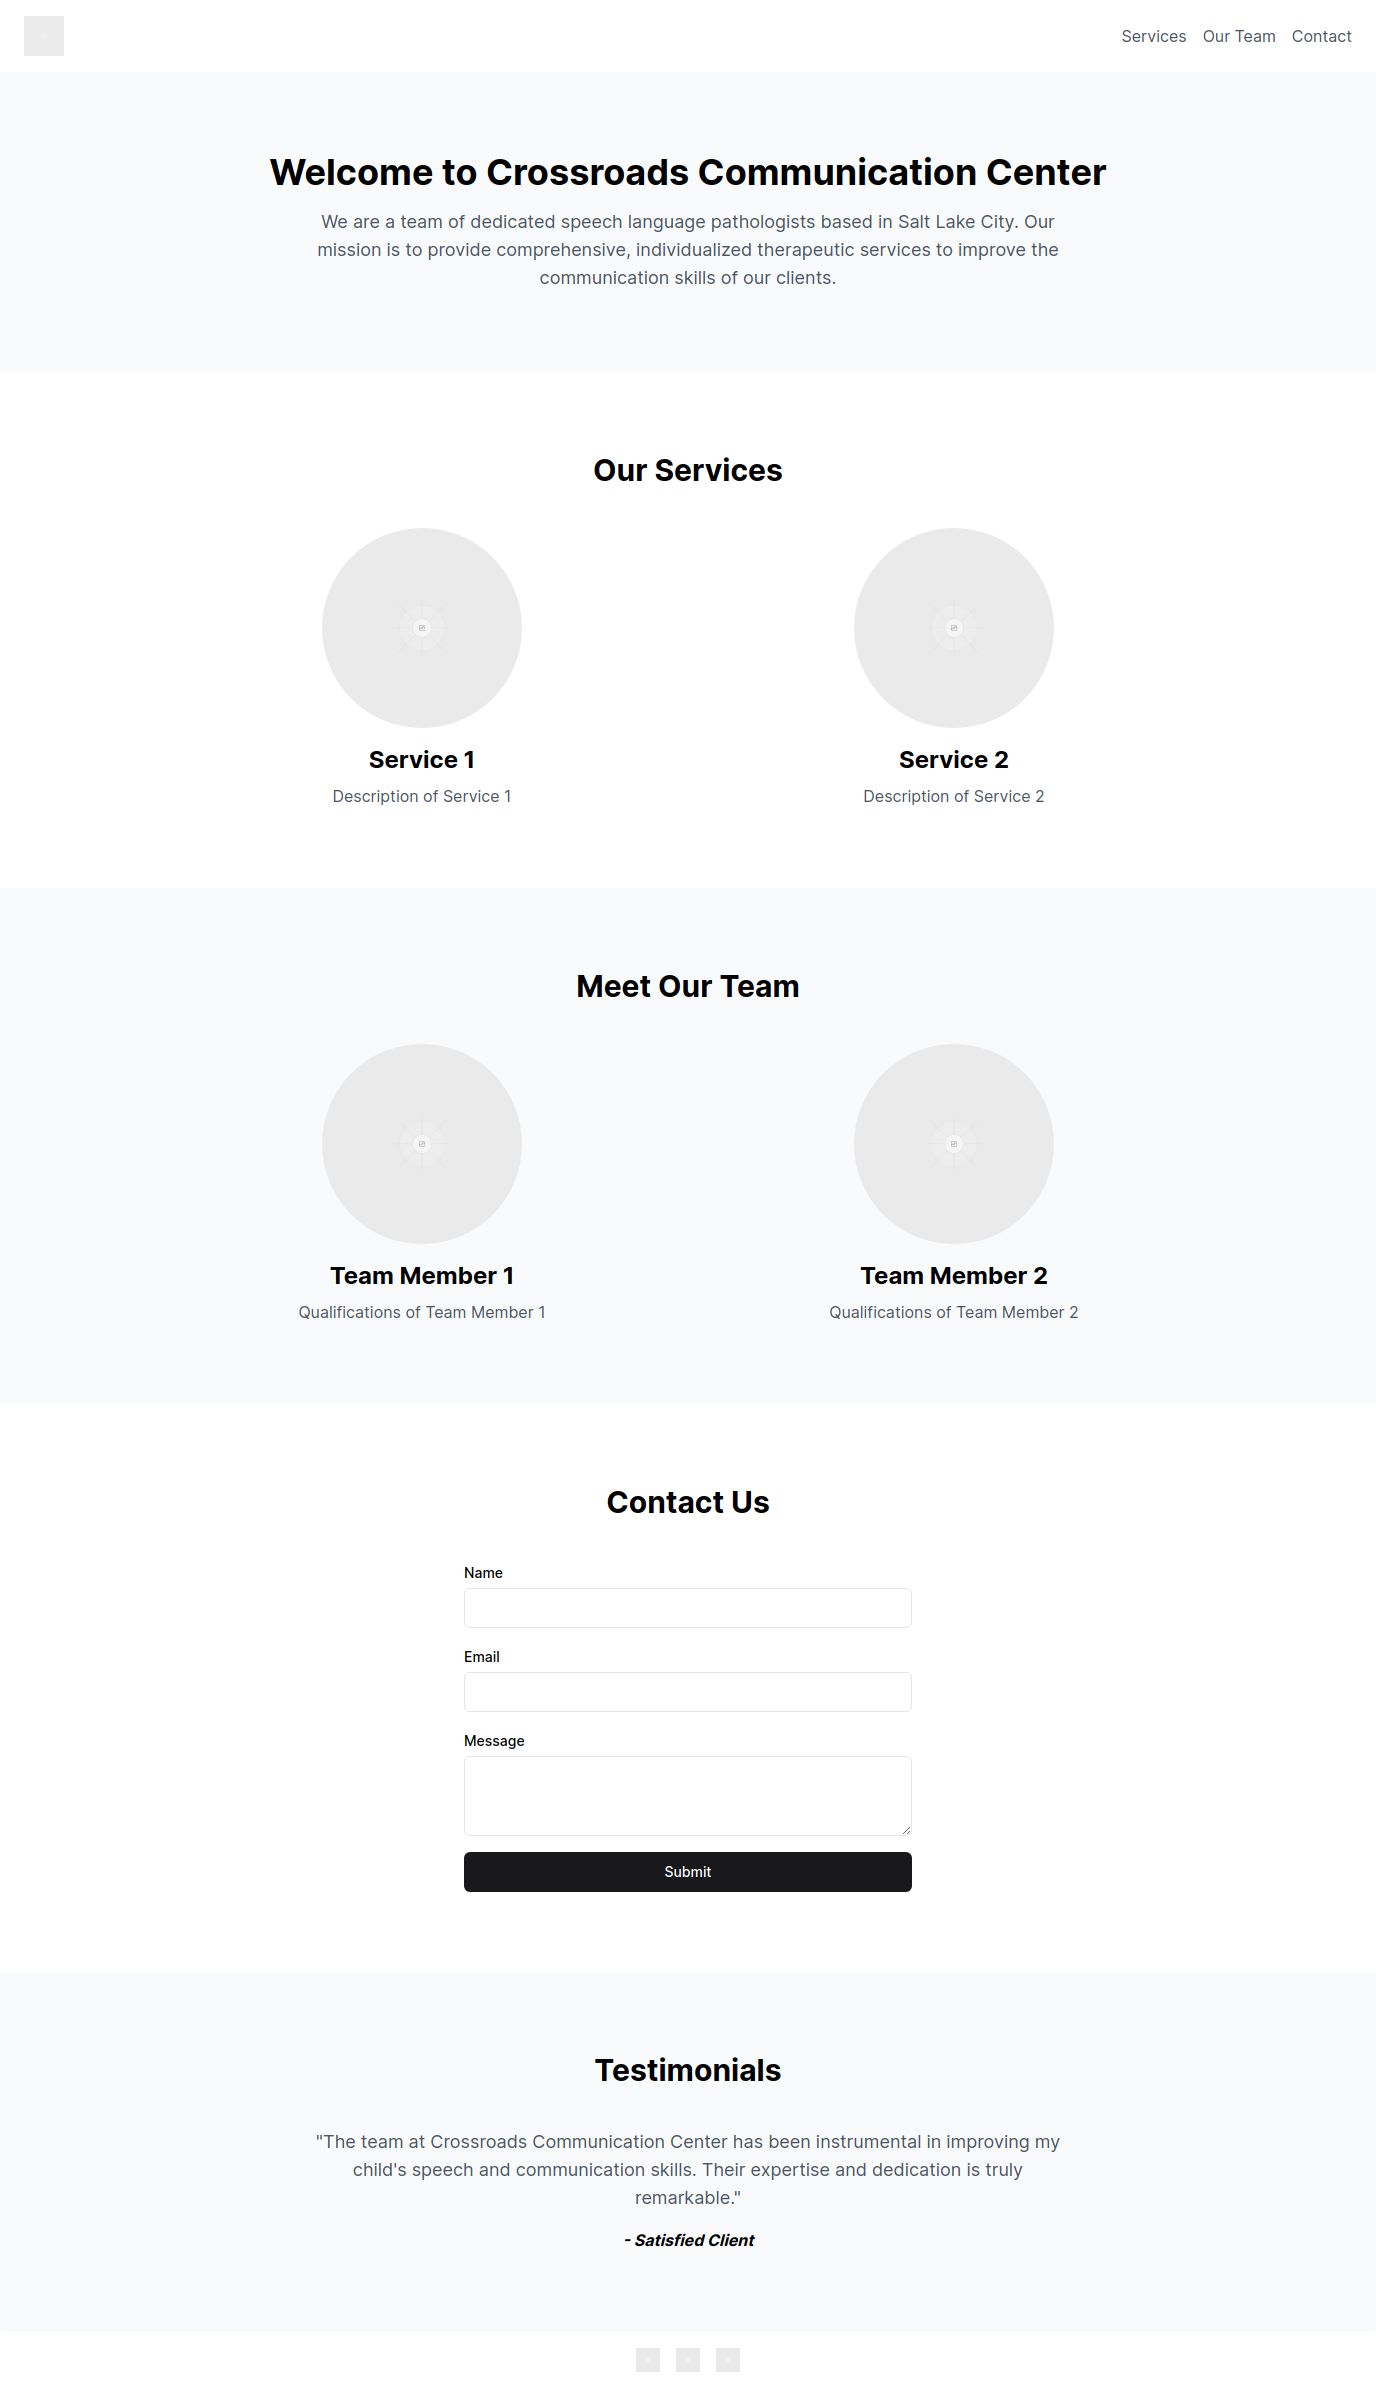 Services Our Team Contact
Welcome to Crossroads Communication Center
We are a team of dedicated speech language pathologists based in Salt Lake City. Our
mission is to provide comprehensive, individualized therapeutic services to improve the
communication skills of our clients.
Our Services
Service 1
Description of Service 1
Service 2
Description of Service 2
Meet Our Team
Team Member 1
Qualifications of Team Member 1
Team Member 2
Qualifications of Team Member 2
Contact Us
Name
Email
Message
Submit
Testimonials
"The team at Crossroads Communication Center has been instrumental in improving my
child's speech and communication skills. Their expertise and dedication is truly
remarkable."
- Satisfied Client